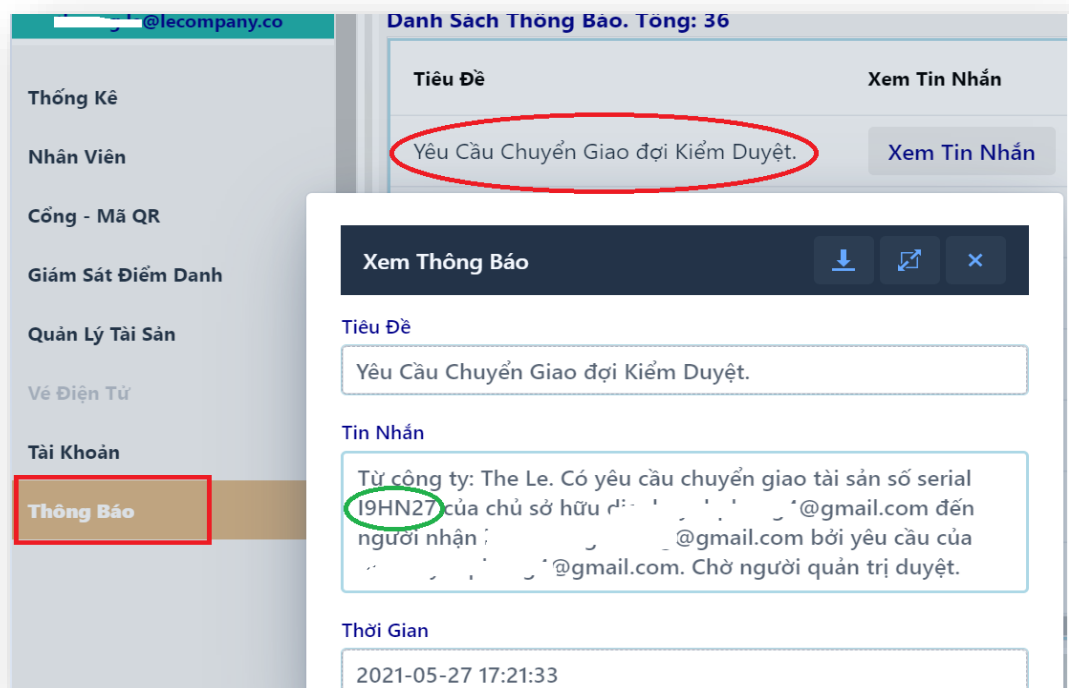 @lecompany.co
Danh Sách Thông Báo. Tổng: 36
Tiêu Đề
Xem Tin Nhắn
Thống Kê
Nhân Viên
Cổng - Mã QR
Giám Sát Điểm Danh
Quản Lý Tài Sản
Vé Điện Tử
Tài Khoản
Thông Báo
Yêu Cầu Chuyển Giao đợi Kiểm Duyệt.
Xem Tin Nhắn
Xem Thông Báo
Tiêu Đề
Yêu Cầu Chuyển Giao đợi Kiểm Duyệt.
Tin Nhắn
Từ công ty: The Le. Có yêu cầu chuyển giao tài sản số serial
I9HN27 của chủ sở hữu @gmail.com đến
người nhận @gmail.com bởi yêu cầu của
@gmail.com. Chờ người quản trị duyệt.
Thời Gian
2021-05-27 17:21:33